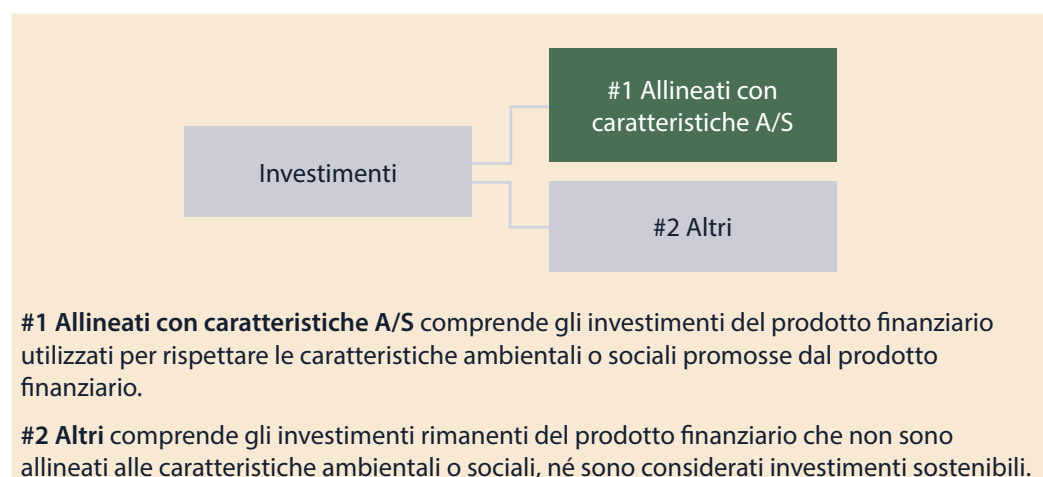 #1 Allineati con
caratteristiche A/S
Investimenti
#2 Altri
#1 Allineati con caratteristiche A/S comprende gli investimenti del prodotto finanziario
utilizzati per rispettare le caratteristiche ambientali o sociali promosse dal prodotto
finanziario.
#2 Altri comprende gli investimenti rimanenti del prodotto finanziario che non sono
allineati alle caratteristiche ambientali o sociali, né sono considerati investimenti sostenibili.